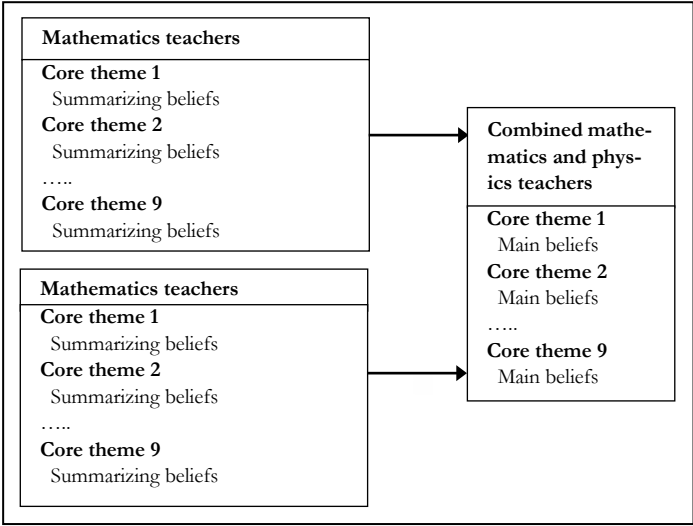 Mathematics teachers
Core theme 1
Summarizing beliefs
Core theme 2
Summarizing beliefs
…..
Core theme 9
Summarizing beliefs
Mathematics teachers
Core theme 1
Summarizing beliefs
Core theme 2
Summarizing beliefs
…..
Core theme 9
Summarizing beliefs
Combined mathe-
matics and phys-
ics teachers
Core theme 1
Main beliefs
Core theme 2
Main beliefs
…..
Core theme 9
Main beliefs